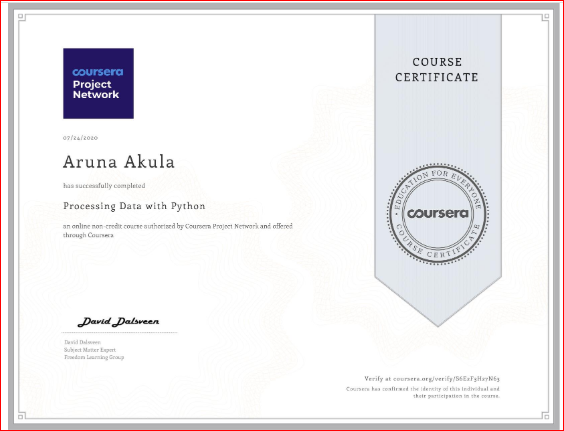 coursera
Project
Network
COURSE
CERTIFICATE
07/24/2020
Aruna Akula
has successfully completed
Processing Data with Python
an online non-credit course authorized by Coursera Project Network and offered
through Coursera
EDUCATION FOR EVERYONE
coursera
COURSE CERTIFICATE
David Dalsveen
David Dalsveen
Subject Matter Expert
Freedom Learning Group
Verify at coursera.org/verify/
Coursera has confirmed the identity of this individual and
their participation in the course.